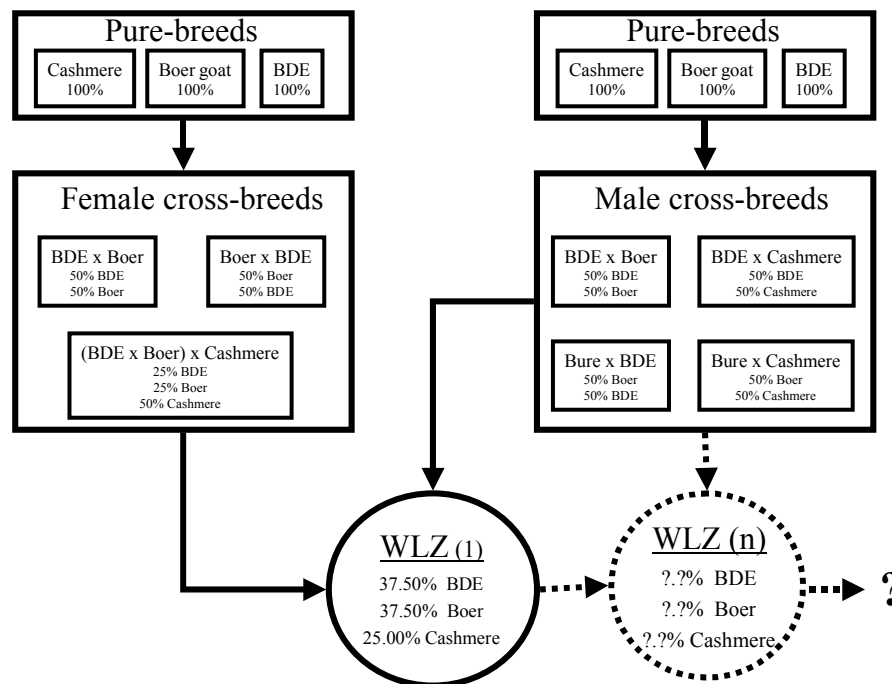 Pure-breeds
Cashmere
100%
Boer goat
100%
BDE
100%
Pure-breeds
Cashmere
100%
Boer goat
100%
BDE
100%
Female cross-breeds
BDE x Boer
50% BDE
50% Boer
Boer x BDE
50% Boer
50% BDE
(BDE x Boer) x Cashmere
25% BDE
25% Boer
50% Cashmere
Male cross-breeds
BDE x Boer
50% BDE
50% Boer
BDE x Cashmere
50% BDE
50% Cashmere
Bure x BDE
50% Boer
50% BDE
Bure x Cashmere
50% Boer
50% Cashmere
WLZ (1)
37.50% BDE
37.50% Boer
25.00% Cashmere
WLZ (n)
?.?% BDE
?.?% Boer
?.?% Cashmere
?